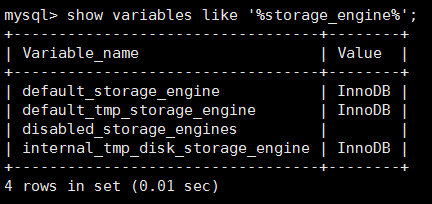 mysql> show variables like '%storage_engine%';
+----------------------------------+--------+
| Variable_name                    | Value  |
+----------------------------------+--------+
| default_storage_engine           | InnoDB |
| default_tmp_storage_engine       | InnoDB |
| disabled_storage_engines         |        |
| internal_tmp_disk_storage_engine | InnoDB |
+----------------------------------+--------+
4 rows in set (0.01 sec)